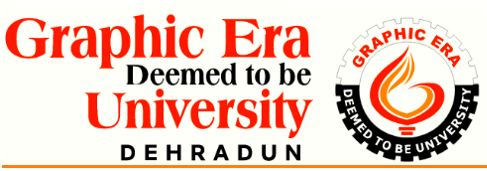 Graphic Era
Deemed to be
University
DEHRADUN
GRAPHIC ERA
DEEMED TO BE UNIVERSITY